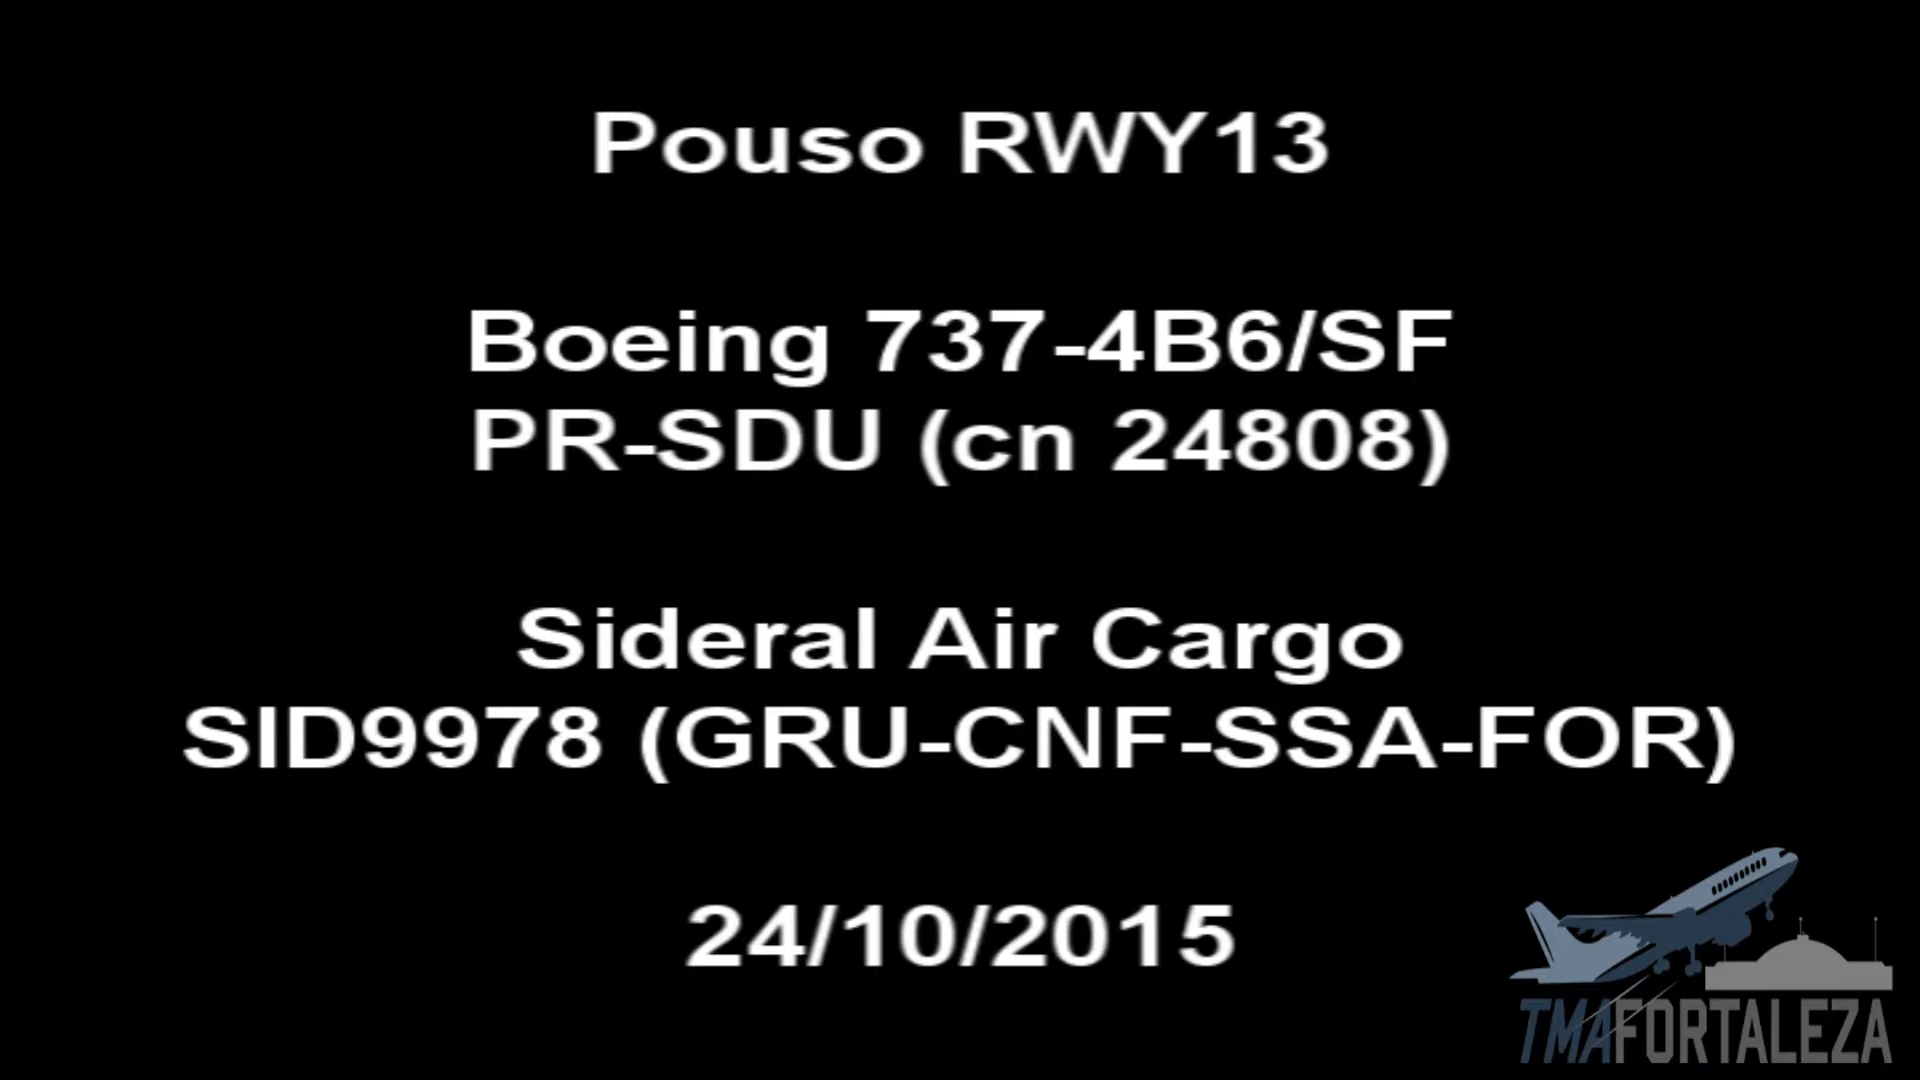 Pouso RWY13
Boeing 737-4B6/SF
PR-SDU (cn 24808)
Sideral Air Cargo
SID9978 (GRU-CNF-SSA-FOR)
24/10/2015
TMAFORTALEZA